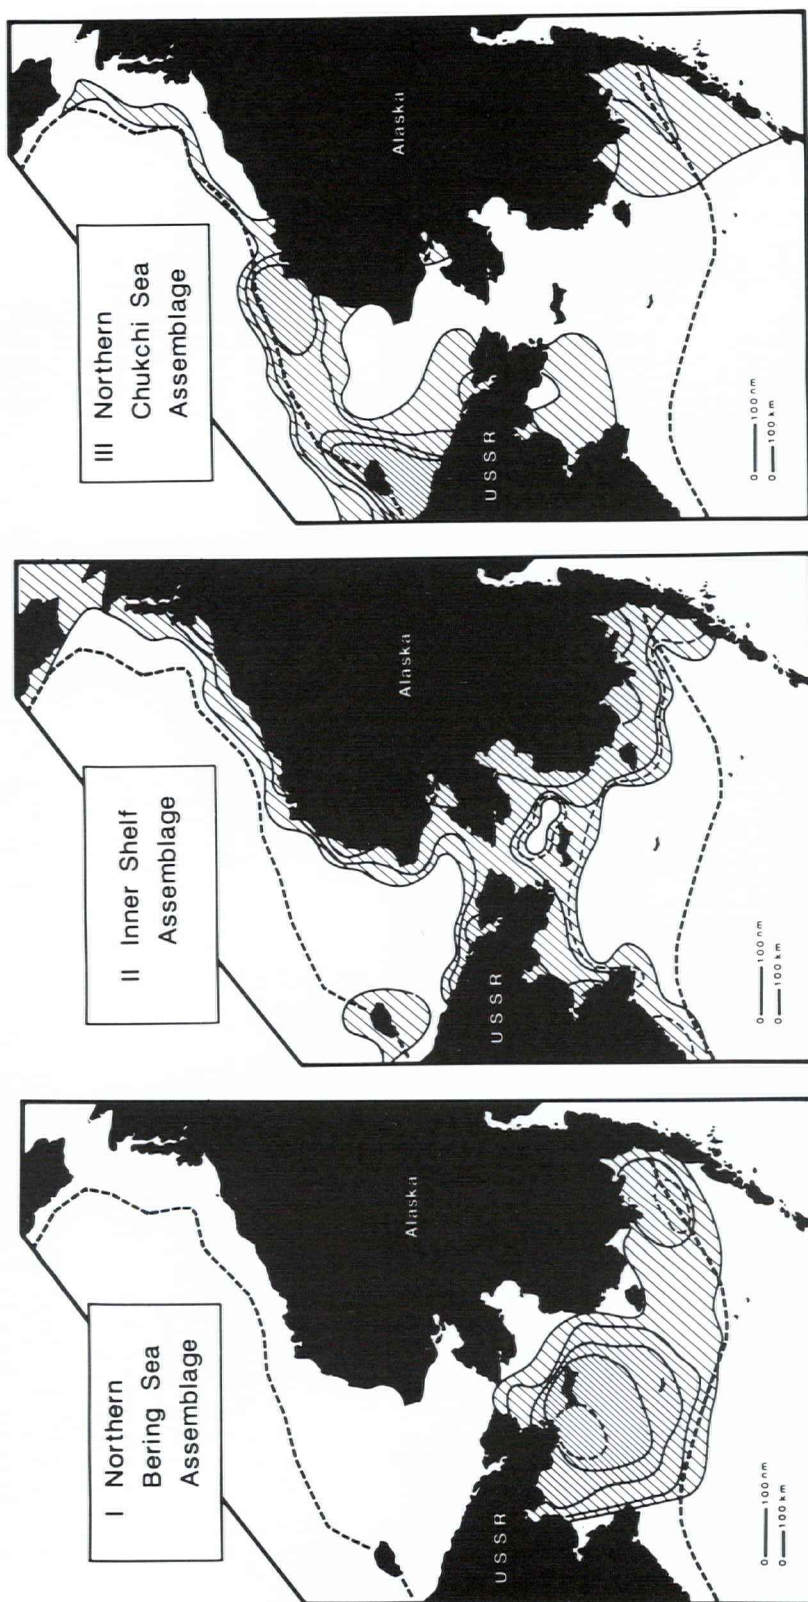 I Northern
Bering Sea
Assemblage
Alaska
USSR
0 100 nm
0 100 km
II Inner Shelf
Assemblage
Alaska
USSR
0 100 nm
0 100 km
III Northern
Chukchi Sea
Assemblage
Alaska
USSR
0 100 nm
0 100 km